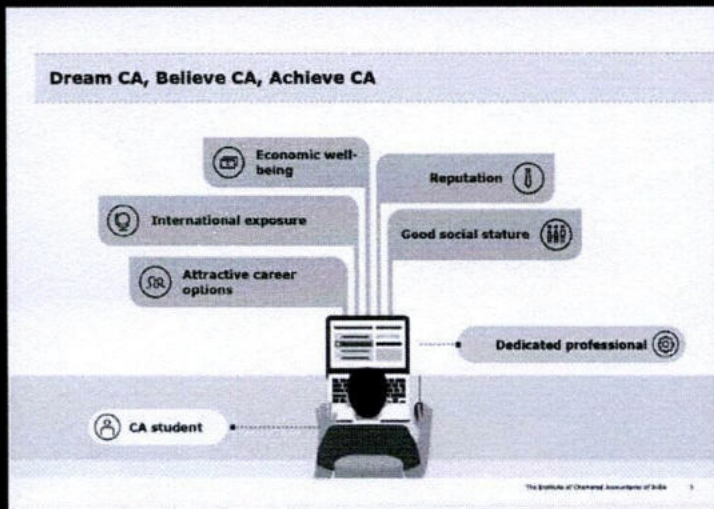 Dream CA, Believe CA, Achieve CA
Economic well-
being
Reputation
International exposure
Good social stature
Attractive career
options
Dedicated professional
CA student
The Institute of Chartered Accountants of India